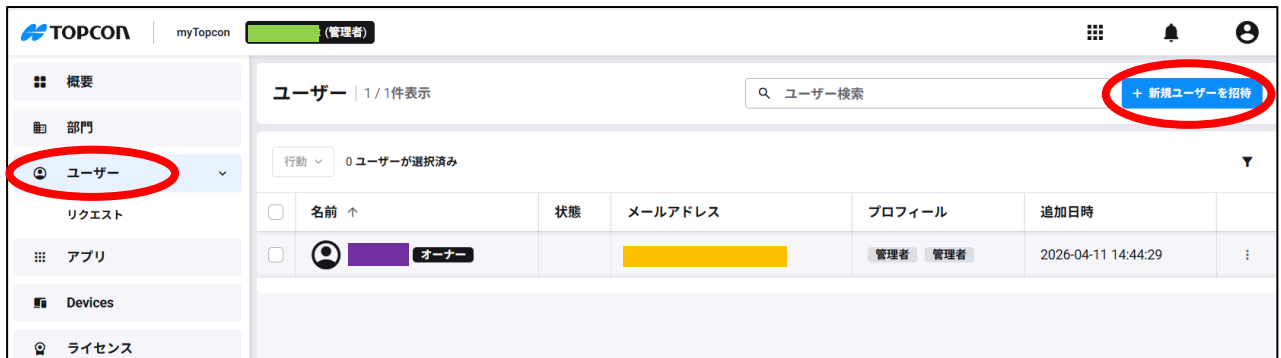 TOPCON myTopcon (管理者)
概要
部門
ユーザー
リクエスト
アプリ
Devices
ライセンス
ユーザー 1 / 1件表示 ユーザー検索 + 新規ユーザーを招待
行動 0 ユーザーが選択済み
名前 ↑ 状態 メールアドレス プロフィール 追加日時
オーナー 管理者 管理者 2026-04-11 14:44:29